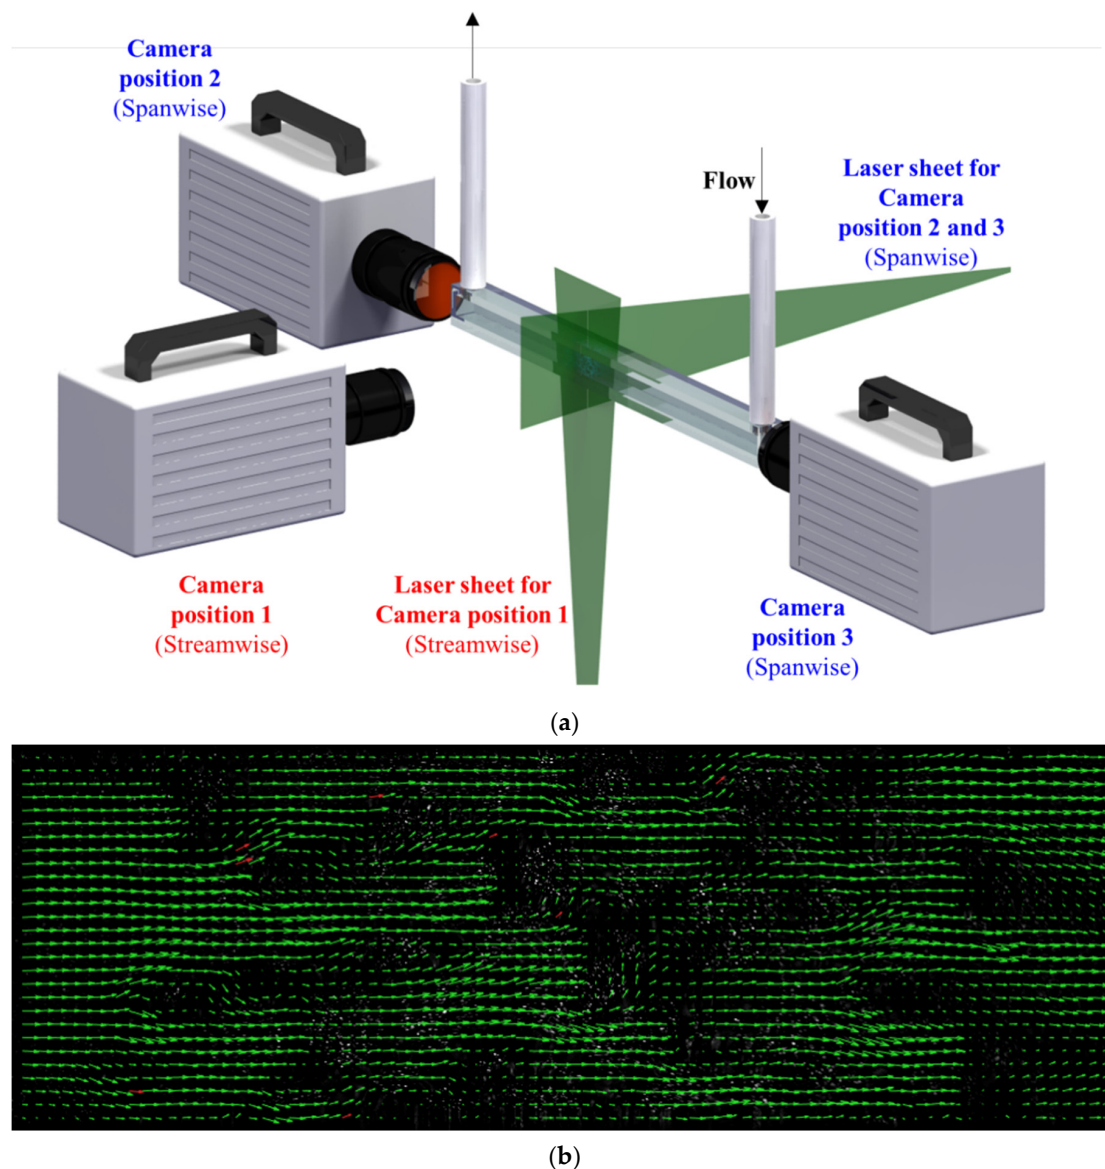 Camera
position 2
(Spanwise)
Flow
Laser sheet for
Camera
position 2 and 3
(Spanwise)
Camera
position 1
(Streamwise)
Laser sheet for
Camera position 1
(Streamwise)
Camera
position 3
(Spanwise)
(a)
(b)